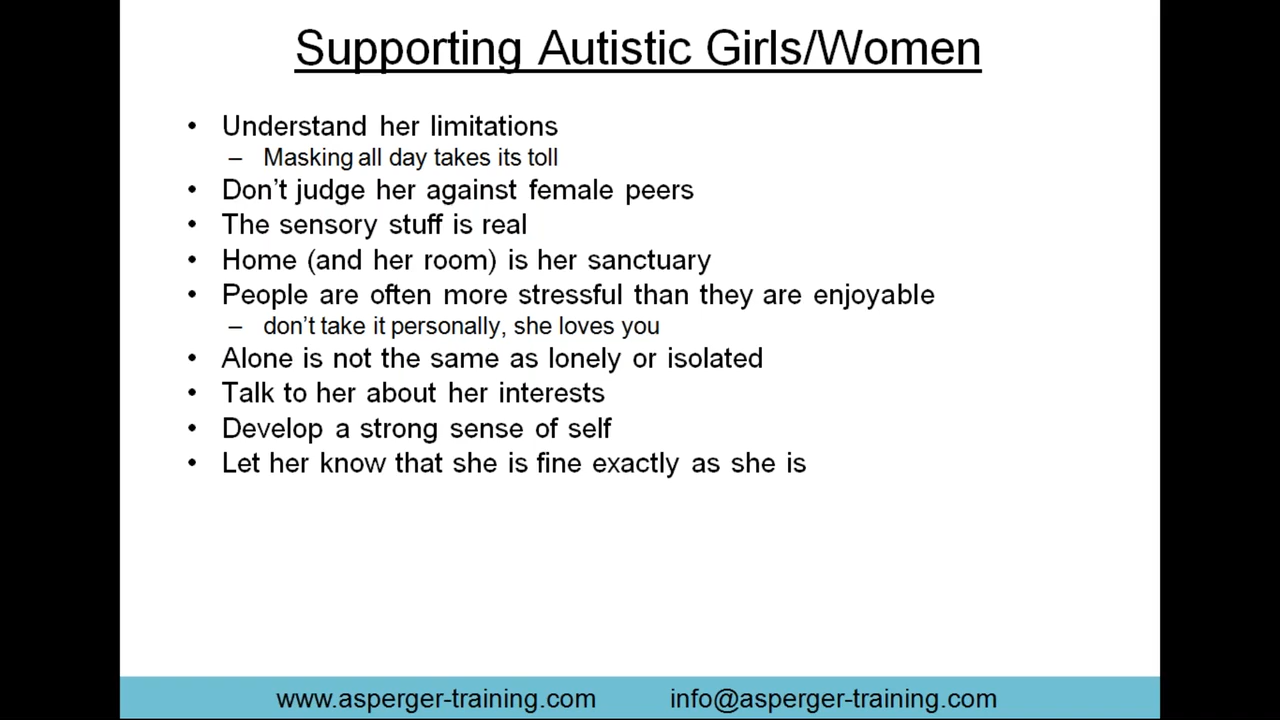 Supporting Autistic Girls/Women
• Understand her limitations
– Masking all day takes its toll
• Don’t judge her against female peers
• The sensory stuff is real
• Home (and her room) is her sanctuary
• People are often more stressful than they are enjoyable
– don’t take it personally, she loves you
• Alone is not the same as lonely or isolated
• Talk to her about her interests
• Develop a strong sense of self
• Let her know that she is fine exactly as she is
www.asperger-training.com info@asperger-training.com